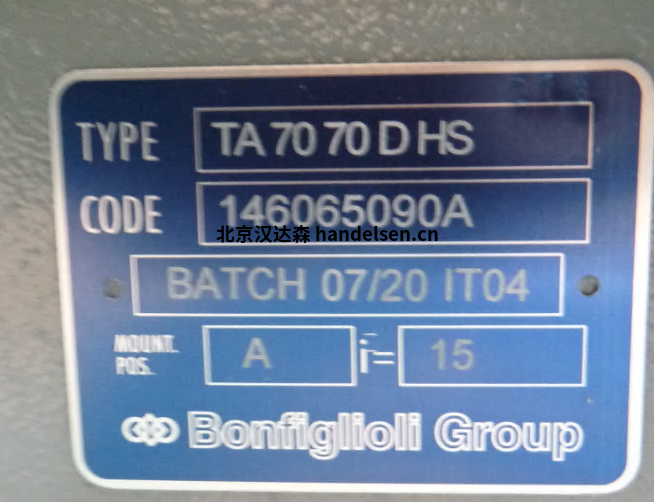 TYPE TA 70 70 D HS
CODE 146065090A
北京汉达森 handelsen.cn
BATCH 07/20 IT04
MOUNT. POS. A i= 15
Bonfiglioli Group